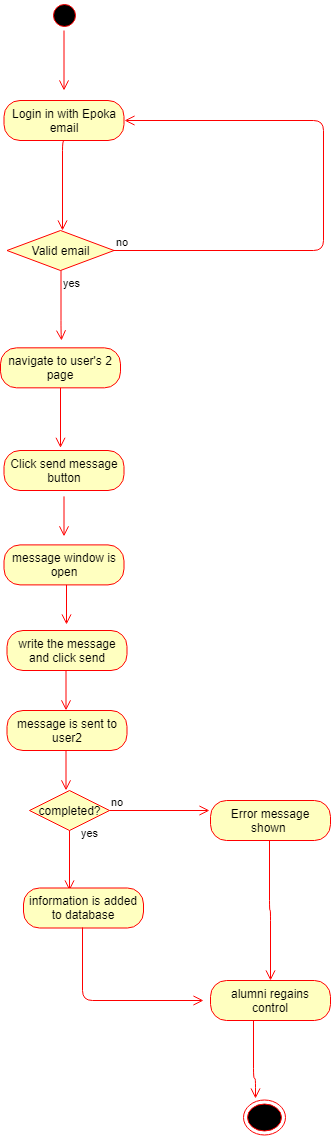 Login in with Epoka
email
no
Valid email
yes
navigate to user's 2
page
Click send message
button
message window is
open
write the message
and click send
message is sent to
user2
no
completed?
Error message
shown
yes
information is added
to database
alumni regains
control